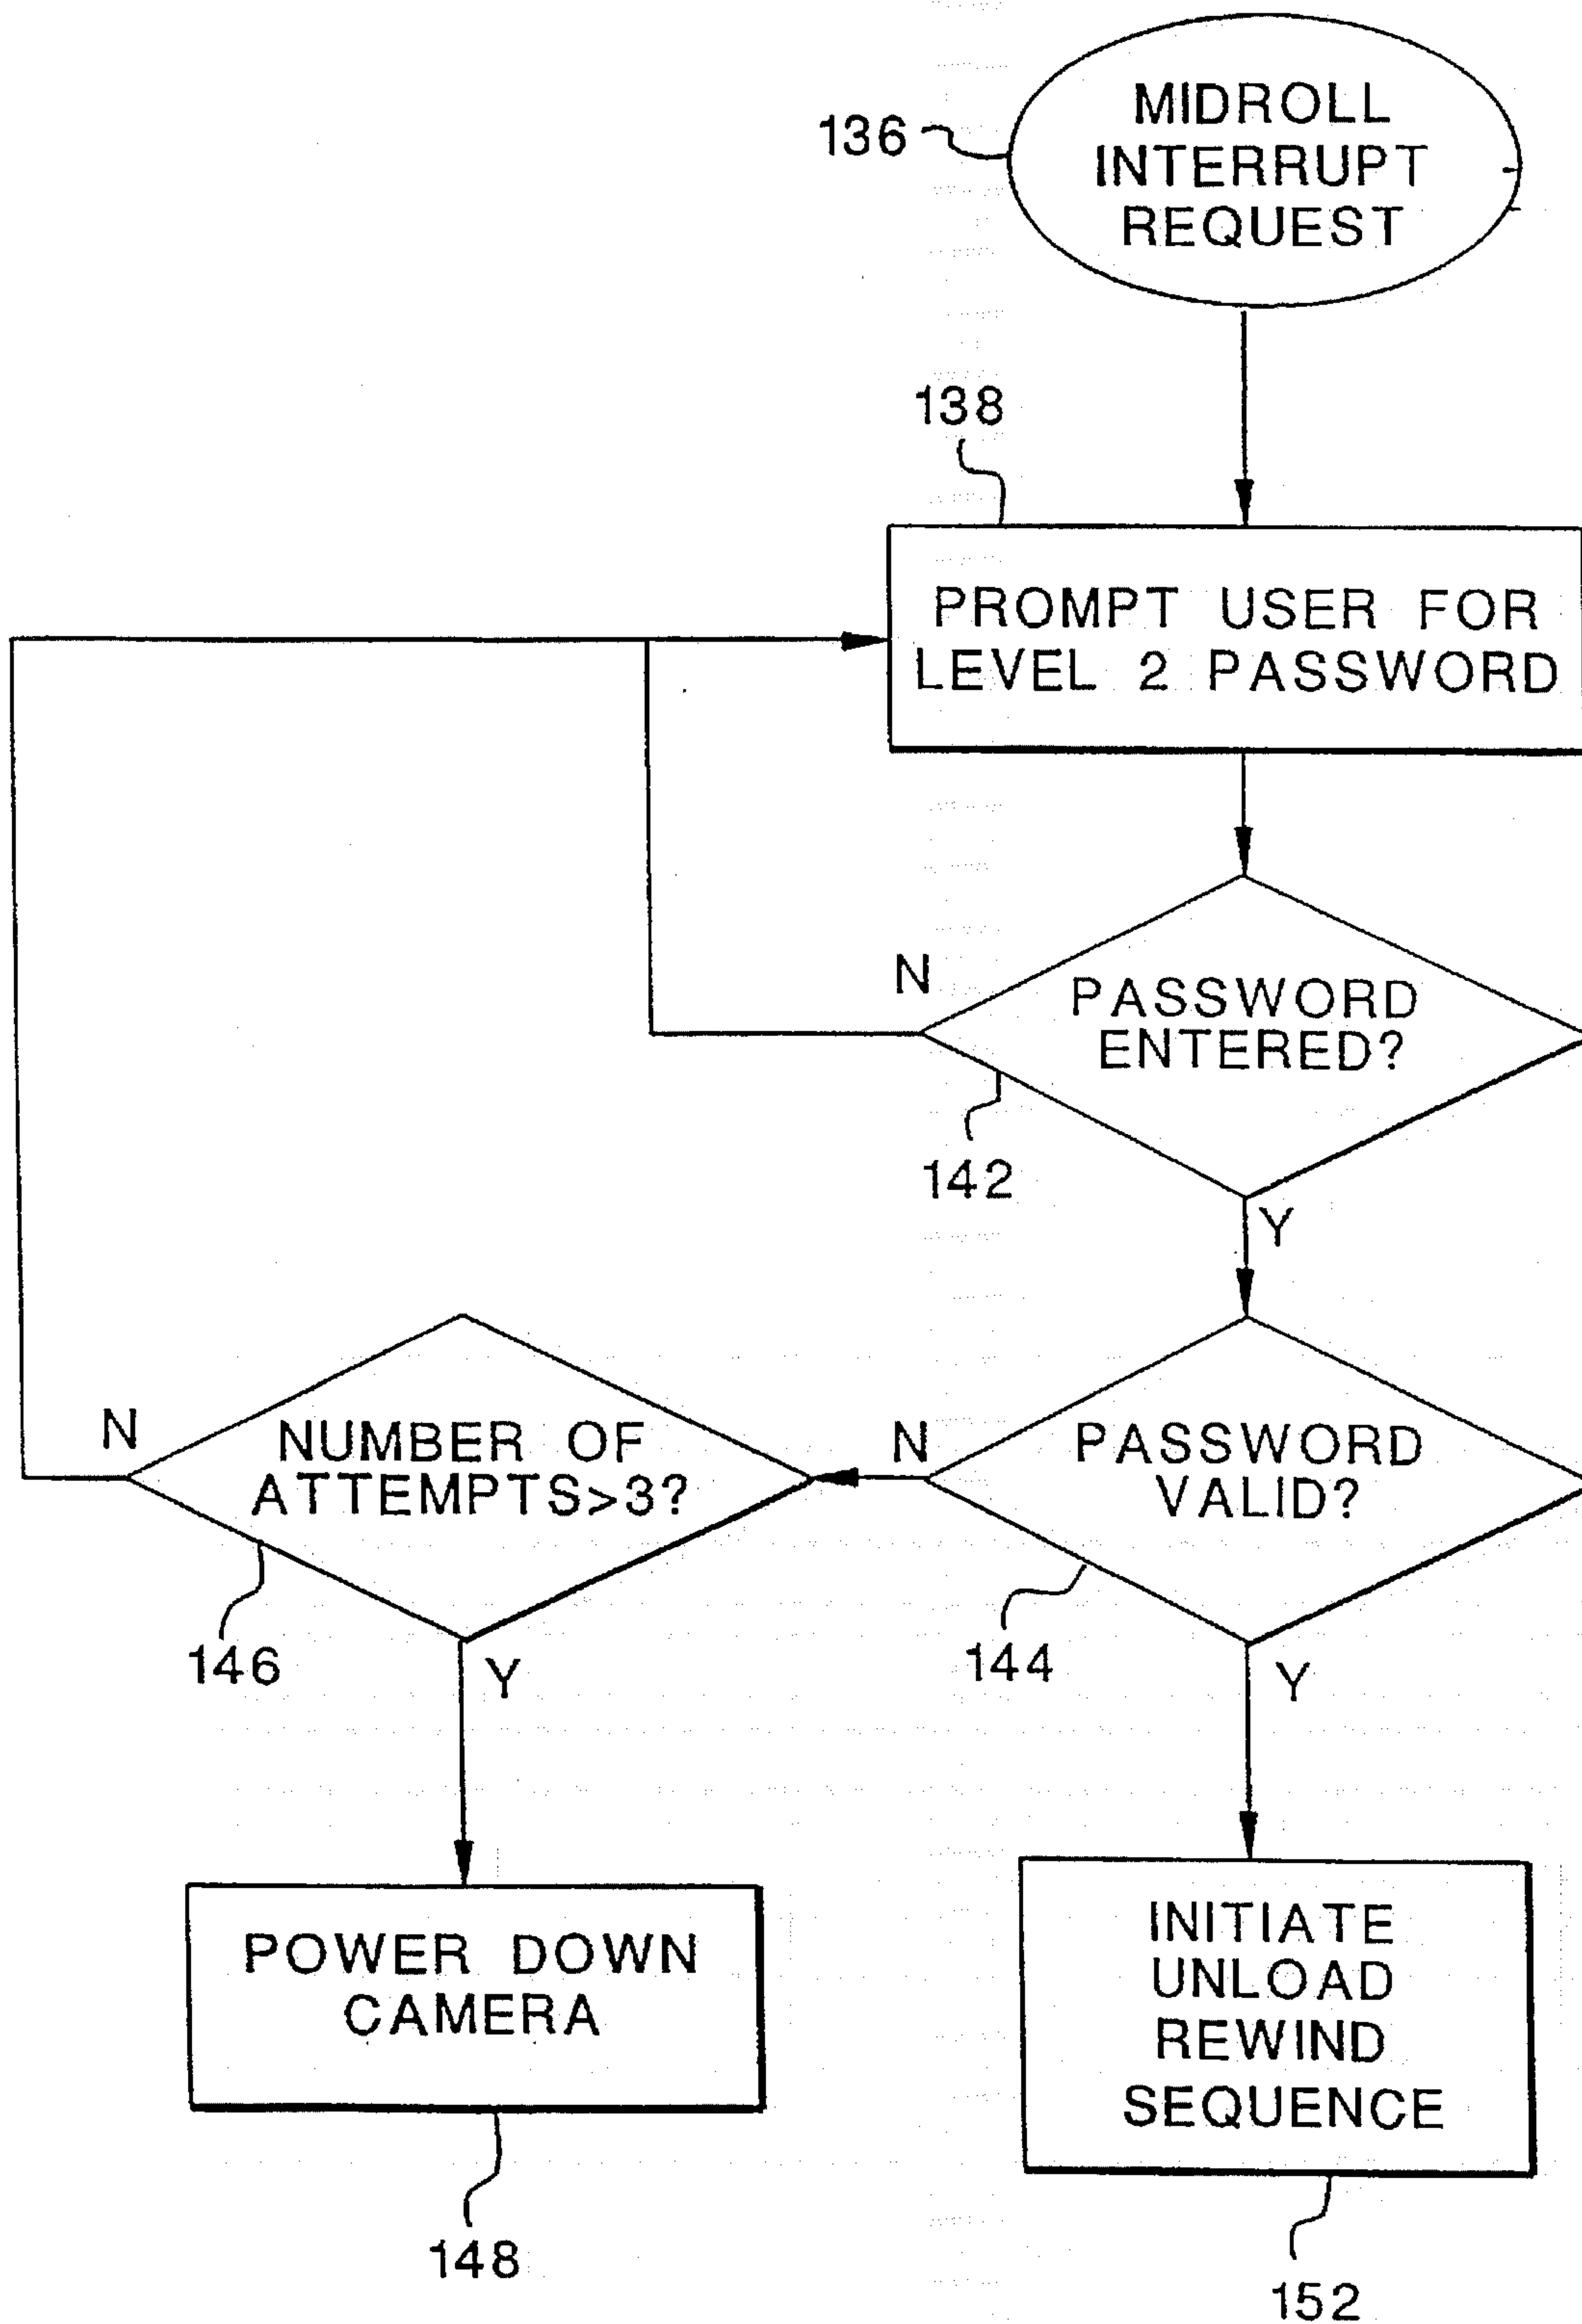 MIDROLL
INTERRUPT
REQUEST
136
138
PROMPT USER FOR
LEVEL 2 PASSWORD
N
PASSWORD
ENTERED?
142
Y
N
NUMBER OF
ATTEMPTS>3?
N
PASSWORD
VALID?
146
Y
144
Y
POWER DOWN
CAMERA
INITIATE
UNLOAD
REWIND
SEQUENCE
148
152